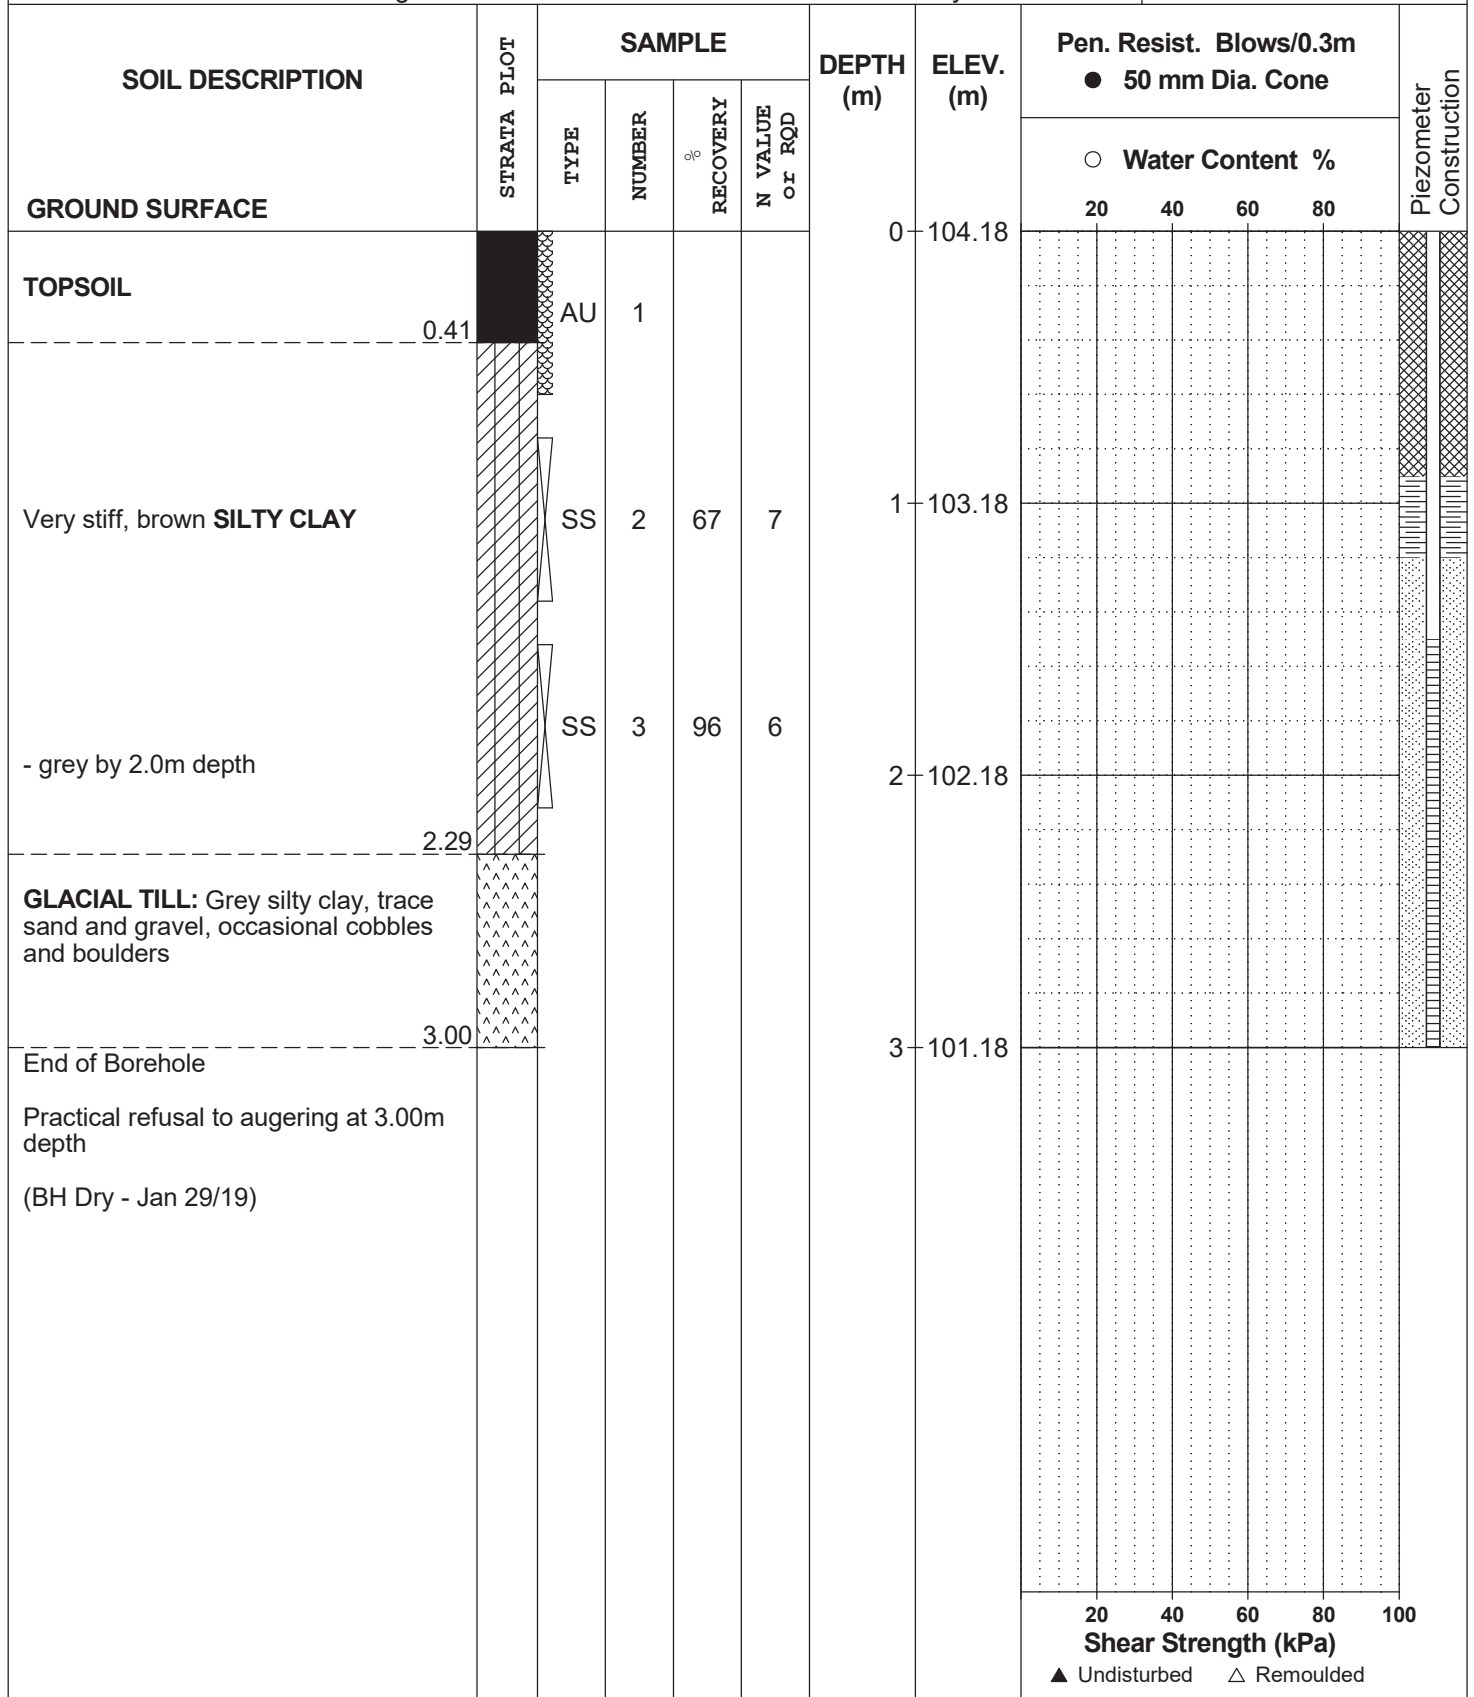 SOIL DESCRIPTION
GROUND SURFACE
STRATA PLOT
SAMPLE
TYPE
NUMBER
%
RECOVERY
N VALUE
or RQD
DEPTH
(m)
ELEV.
(m)
Pen. Resist. Blows/0.3m
● 50 mm Dia. Cone
○ Water Content %
20 40 60 80
Piezometer
Construction
0 104.18
TOPSOIL
0.41
AU 1
1 103.18
Very stiff, brown SILTY CLAY
SS 2 67 7
SS 3 96 6
- grey by 2.0m depth
2 102.18
2.29
GLACIAL TILL: Grey silty clay, trace
sand and gravel, occasional cobbles
and boulders
3.00
3 101.18
End of Borehole
Practical refusal to augering at 3.00m
depth
(BH Dry - Jan 29/19)
20 40 60 80 100
Shear Strength (kPa)
▲ Undisturbed △ Remoulded